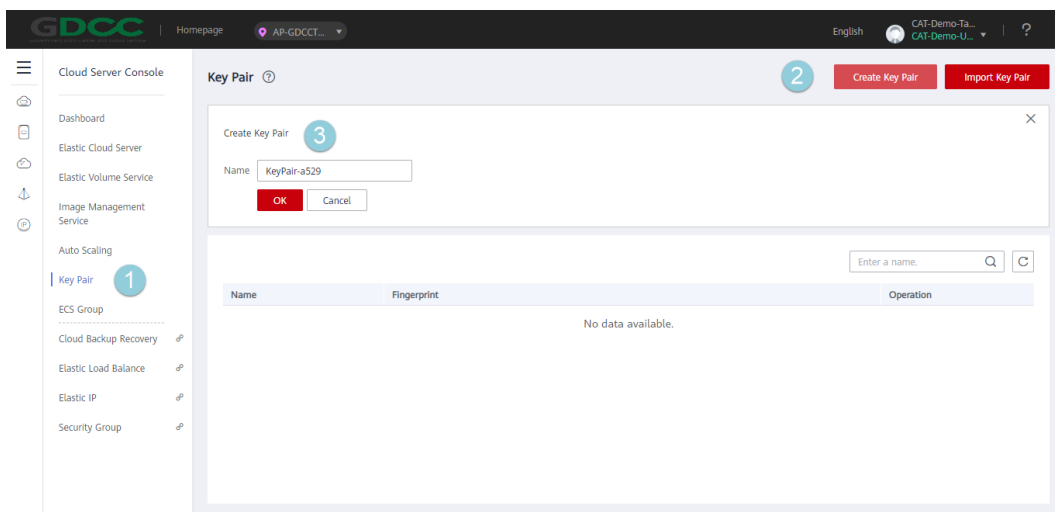 GDCC
Homepage
AP-GDCCT...
English
CAT-Demo-Ta...
CAT-Demo-U...
?
Cloud Server Console
Dashboard
Elastic Cloud Server
Elastic Volume Service
Image Management
Service
Auto Scaling
Key Pair
1
ECS Group
Cloud Backup Recovery
Elastic Load Balance
Elastic IP
Security Group
Key Pair ?
2
Create Key Pair
Import Key Pair
Create Key Pair
3
Name KeyPair-a529
OK Cancel
Enter a name.
Name Fingerprint Operation
No data available.